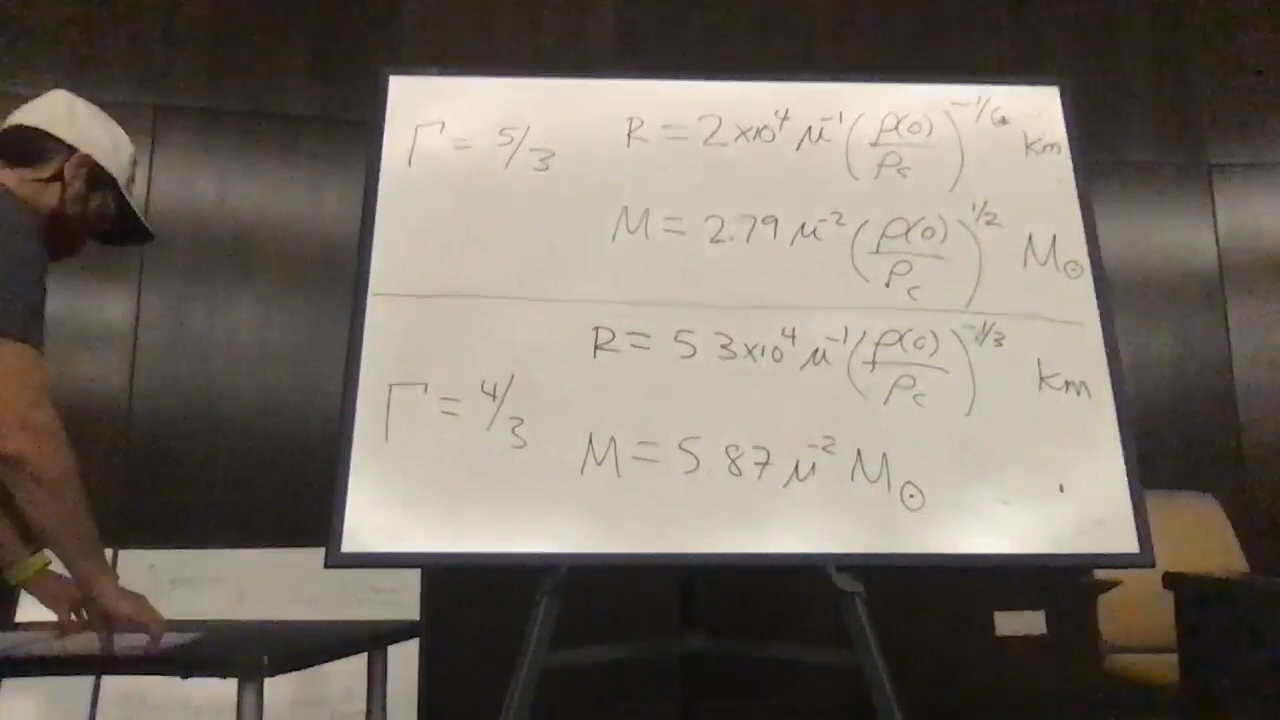 Γ = 5/3 R = 2×10⁴ μ⁻¹ (ρ(0)/ρc)^-1/6 km
M = 2.79 μ⁻² (ρ(0)/ρc)^1/2 M⊙
R = 5 3×10⁴ μ⁻¹ (ρ(0)/ρc)^-1/3 km
Γ = 4/3
M = 5 87 μ⁻² M⊙